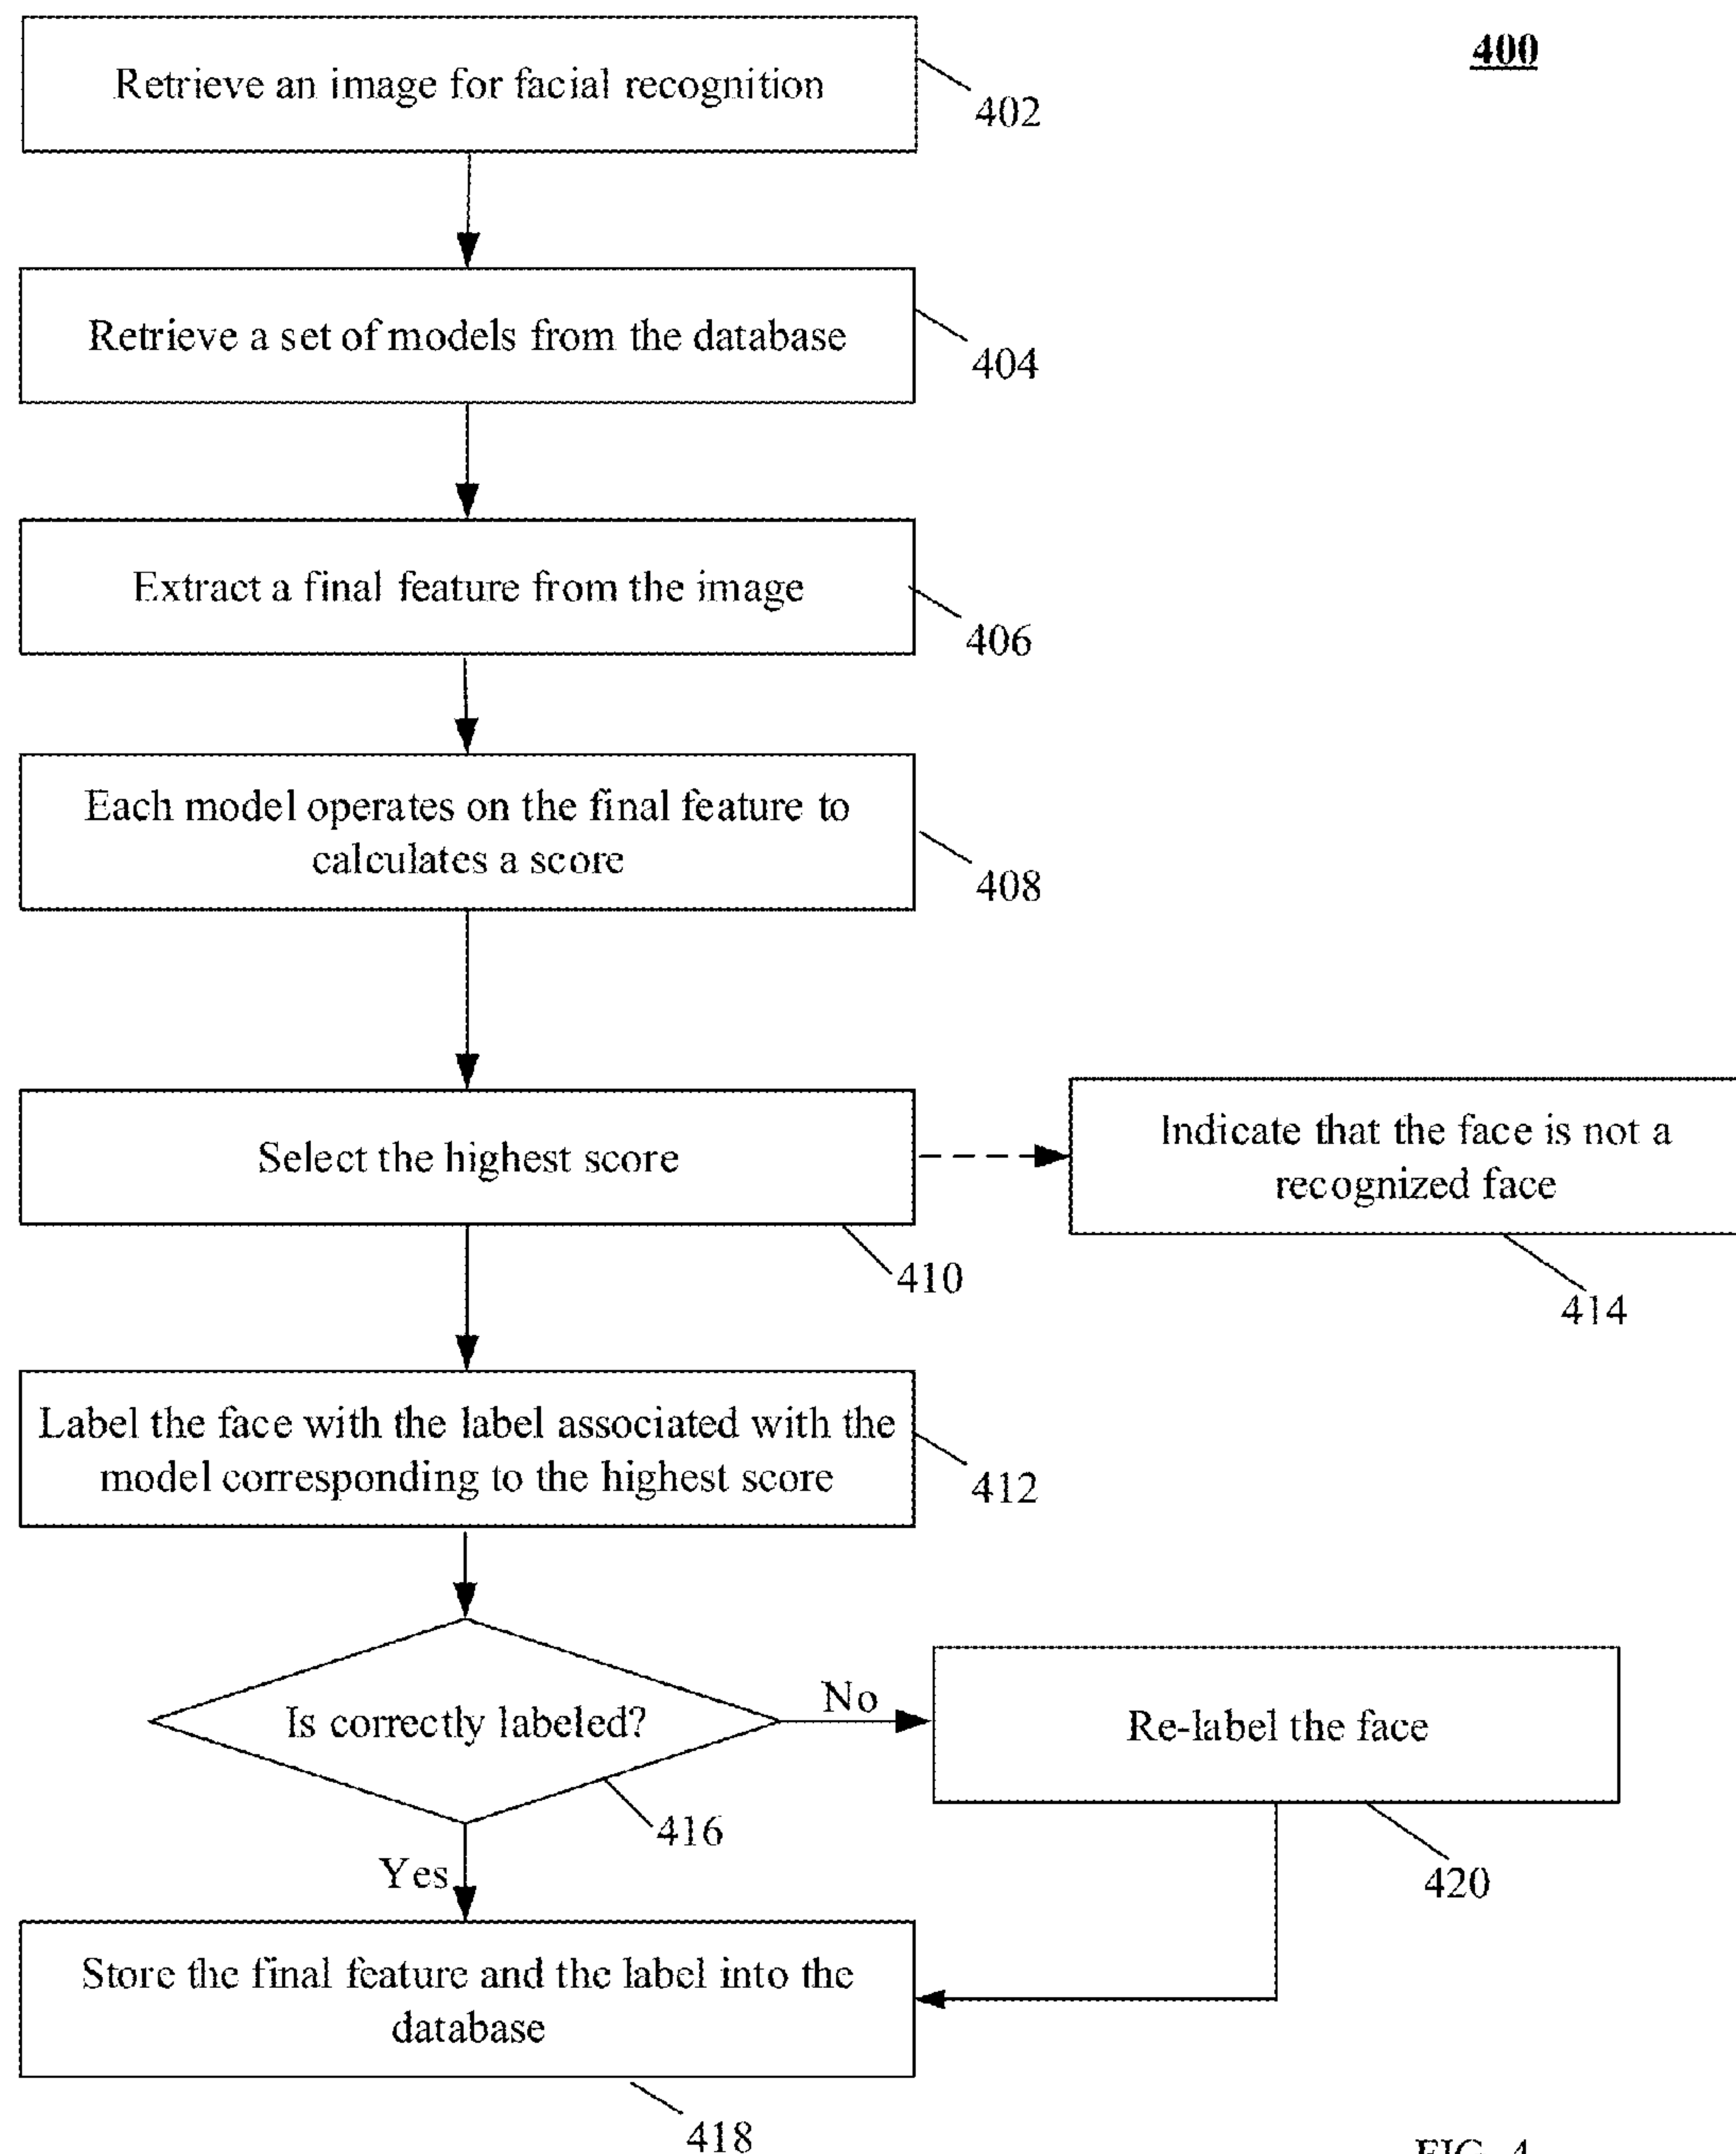 400
Retrieve an image for facial recognition
402
Retrieve a set of models from the database
404
Extract a final feature from the image
406
Each model operates on the final feature to
calculates a score
408
Select the highest score
410
Indicate that the face is not a
recognized face
414
Label the face with the label associated with the
model corresponding to the highest score
412
Is correctly labeled?
416
No
Re-label the face
420
Yes
Store the final feature and the label into the
database
418
FIG. 4